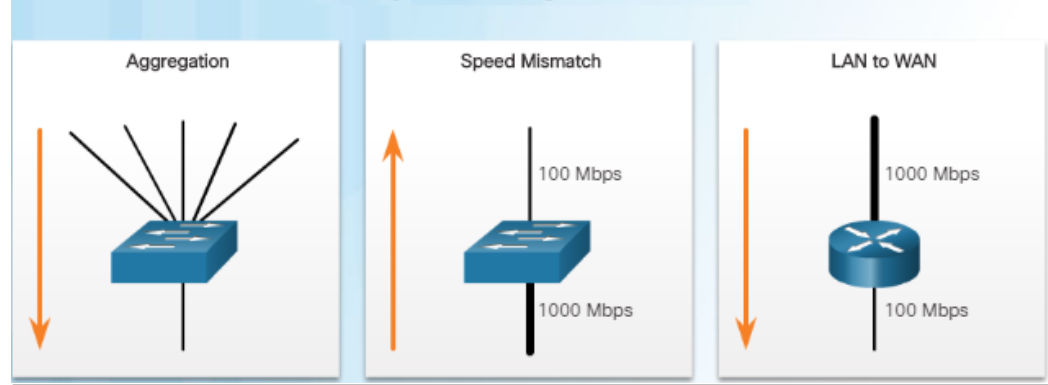 Aggregation
Speed Mismatch
100 Mbps
1000 Mbps
LAN to WAN
1000 Mbps
100 Mbps